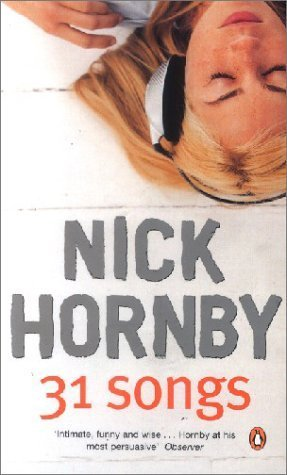 NICK
HORNBY
31 songs
'Intimate, funny and wise . . . Hornby at his
most persuasive' Observer